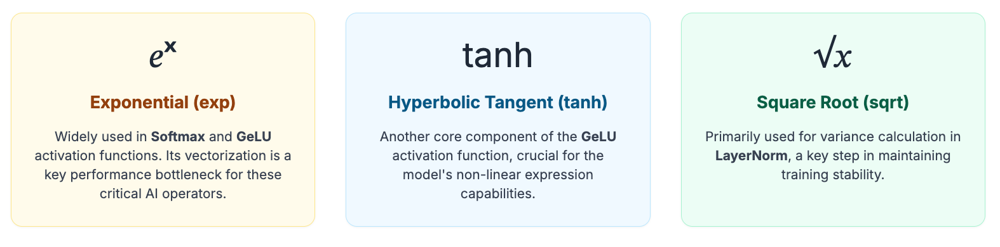 eˣ
Exponential (exp)
Widely used in Softmax and GeLU
activation functions. Its vectorization is a
key performance bottleneck for these
critical AI operators.
tanh
Hyperbolic Tangent (tanh)
Another core component of the GeLU
activation function, crucial for the
model's non-linear expression
capabilities.
√x
Square Root (sqrt)
Primarily used for variance calculation in
LayerNorm, a key step in maintaining
training stability.